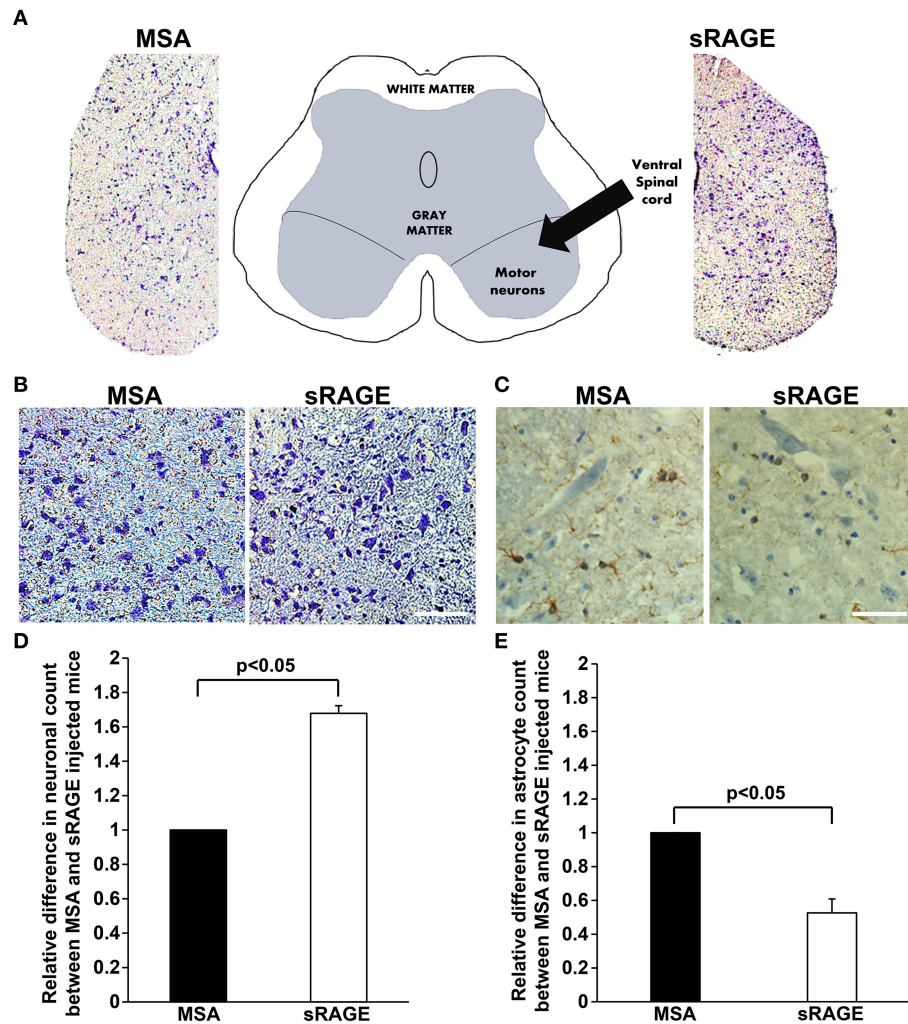 A
MSA
sRAGE
WHITE MATTER
GRAY
MATTER
Motor
neurons
Ventral
Spinal
cord
B
MSA
sRAGE
C
MSA
sRAGE
D
Relative difference in neuronal count
between MSA and sRAGE injected mice
2
1.8
1.6
1.4
1.2
1
0.8
0.6
0.4
0.2
0
p<0.05
MSA
sRAGE
E
Relative difference in astrocyte count
between MSA and sRAGE injected mice
2
1.8
1.6
1.4
1.2
1
0.8
0.6
0.4
0.2
0
p<0.05
MSA
sRAGE